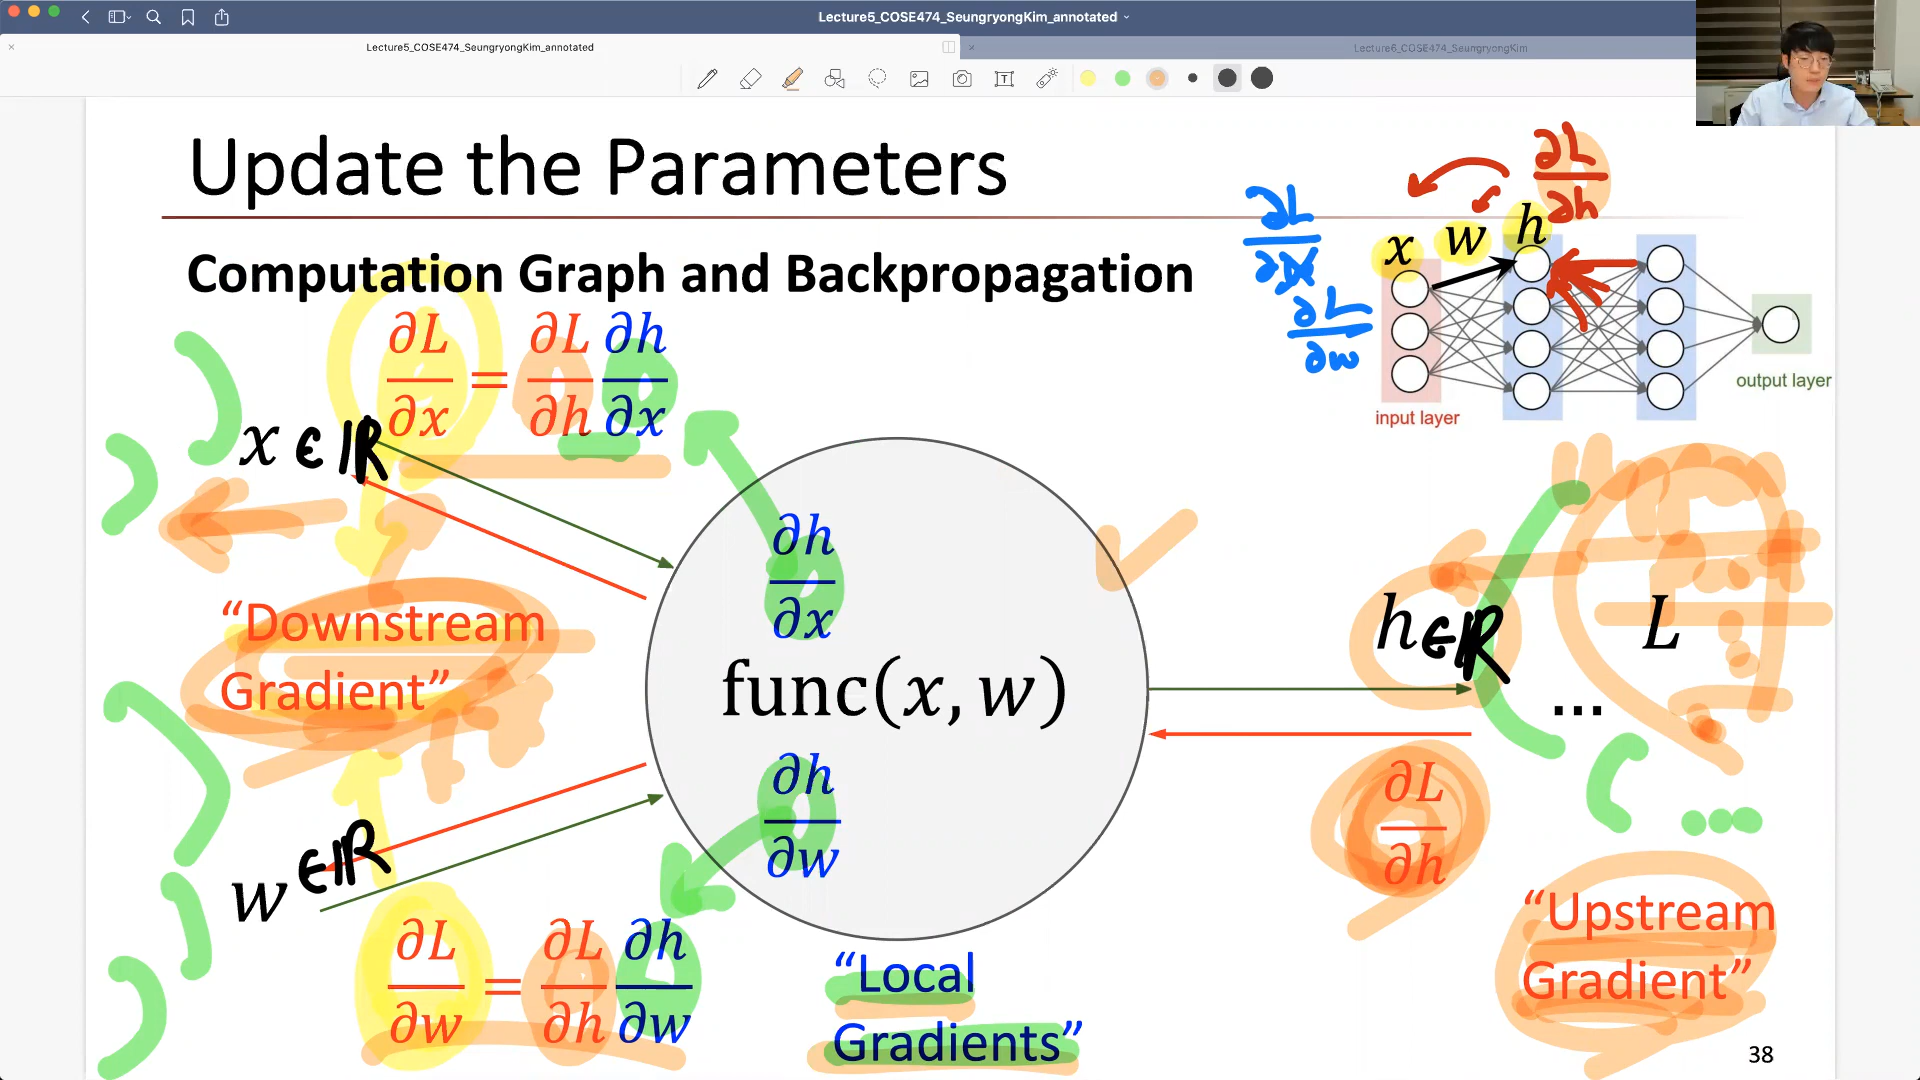 Lecture5_COSE474_SeungryongKim_annotated
Lecture5_COSE474_SeungryongKim_annotated
Lecture6_COSE474_SeungryongKim
Update the Parameters
∂L/∂h
∂L/∂x
∂L/∂w
x w h
input layer
output layer
Computation Graph and Backpropagation
∂L/∂x = ∂L/∂h ∂h/∂x
x ∈ ℝ
∂h/∂x
"Downstream
Gradient"
func(x, w)
h ∈ ℝ
L
...
∂h/∂w
∂L/∂h
w ∈ ℝ
∂L/∂w = ∂L/∂h ∂h/∂w
"Local
Gradients"
"Upstream
Gradient"
38